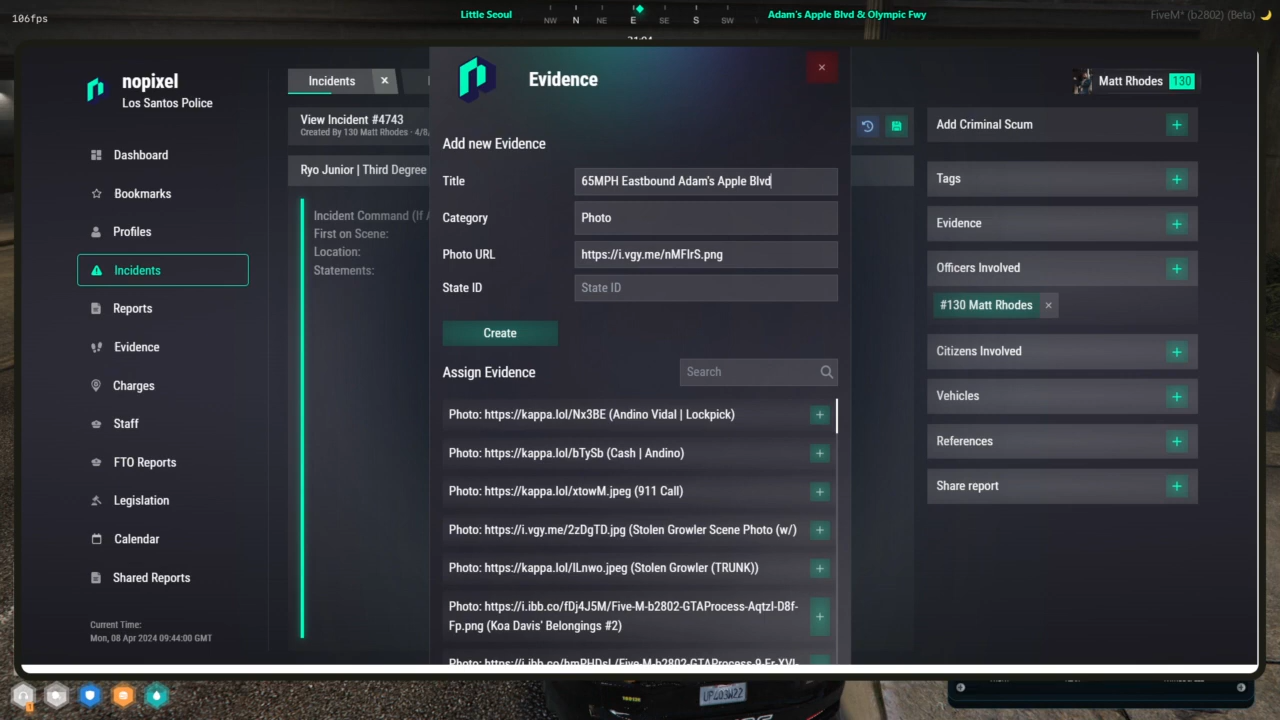 106fps
Little Seoul
NW N NE E SE S SW
Adam's Apple Blvd & Olympic Fwy
FiveM* (b2802) (Beta)
21:04
nopixel
Los Santos Police
Dashboard
Bookmarks
Profiles
Incidents
Reports
Evidence
Charges
Staff
FTO Reports
Legislation
Calendar
Shared Reports
Current Time:
Mon, 08 Apr 2024 09:44:00 GMT
Incidents ×
View Incident #4743
Created By 130 Matt Rhodes · 4/8/
Ryo Junior | Third Degree
Incident Command (If A
First on Scene:
Location:
Statements:
Evidence
×
Add new Evidence
Title 65MPH Eastbound Adam's Apple Blvd
Category Photo
Photo URL https://i.vgy.me/nMFIrS.png
State ID State ID
Create
Assign Evidence Search
Photo: https://kappa.lol/Nx3BE (Andino Vidal | Lockpick) +
Photo: https://kappa.lol/bTySb (Cash | Andino) +
Photo: https://kappa.lol/xtowM.jpeg (911 Call) +
Photo: https://i.vgy.me/2zDgTD.jpg (Stolen Growler Scene Photo (w/) +
Photo: https://kappa.lol/lLnwo.jpeg (Stolen Growler (TRUNK)) +
Photo: https://i.ibb.co/fDj4J5M/Five-M-b2802-GTAProcess-Aqtzl-D8f-
Fp.png (Koa Davis' Belongings #2) +
Matt Rhodes 130
Add Criminal Scum +
Tags +
Evidence +
Officers Involved +
#130 Matt Rhodes ×
Citizens Involved +
Vehicles +
References +
Share report +